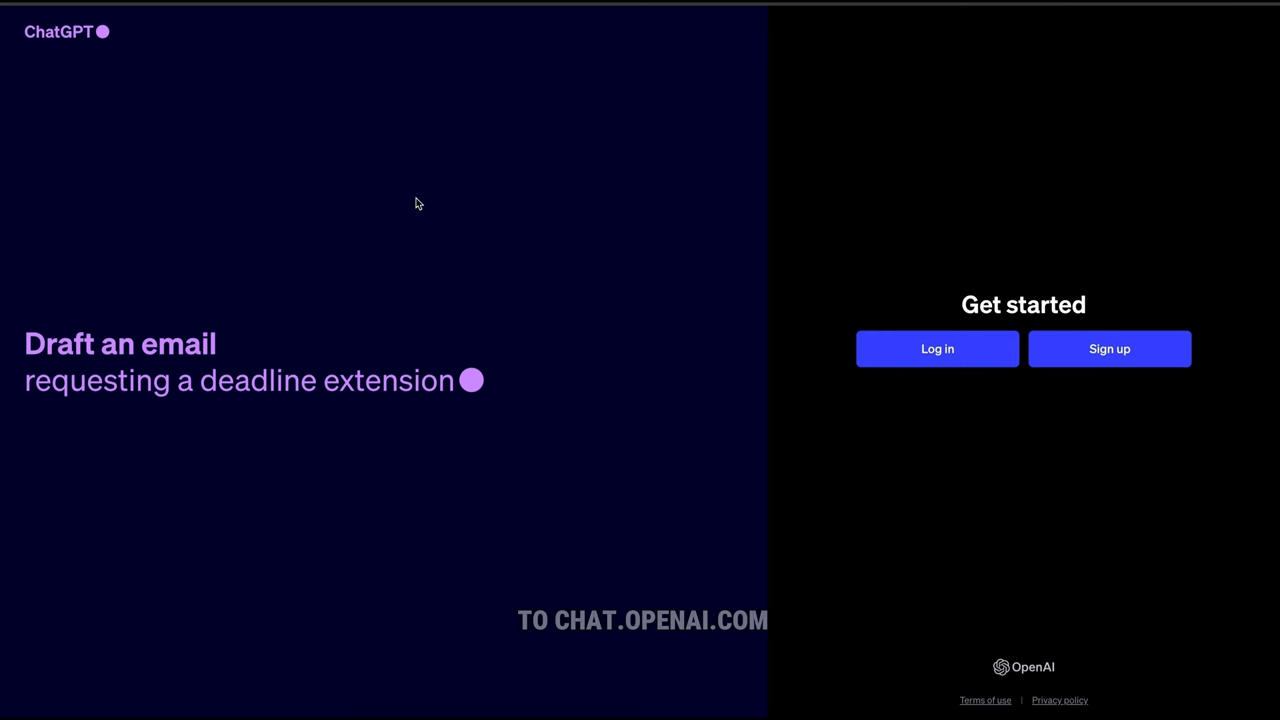 ChatGPT
Draft an email
requesting a deadline extension
Get started
Log in
Sign up
TO CHAT.OPENAI.COM
OpenAI
Terms of use | Privacy policy